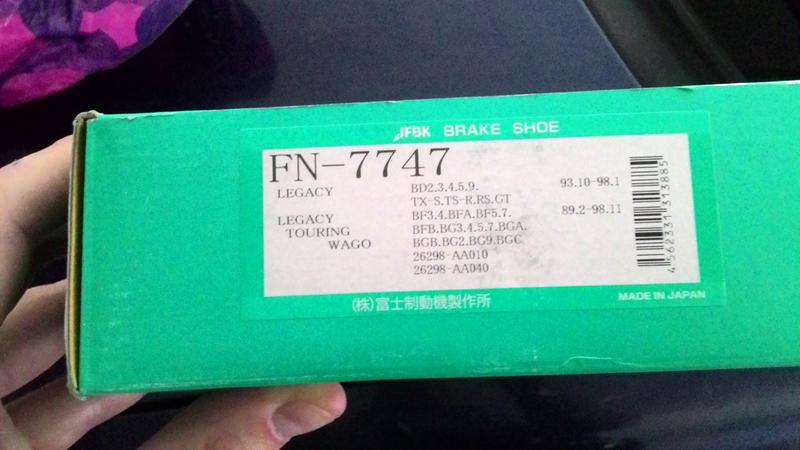 JFBK BRAKE SHOE
FN-7747
LEGACY BD2.3.4.5.9. 93.10-98.1
TX-S.TS-R.RS.GT
LEGACY BF3.4.BFA.BF5.7. 89.2-98.11
TOURING BFB.BG3.4.5.7.BGA.
WAGO BGB.BG2.BG9.BGC
26298-AA010
26298-AA040
4562331313885
(株)富士制動機製作所
MADE IN JAPAN